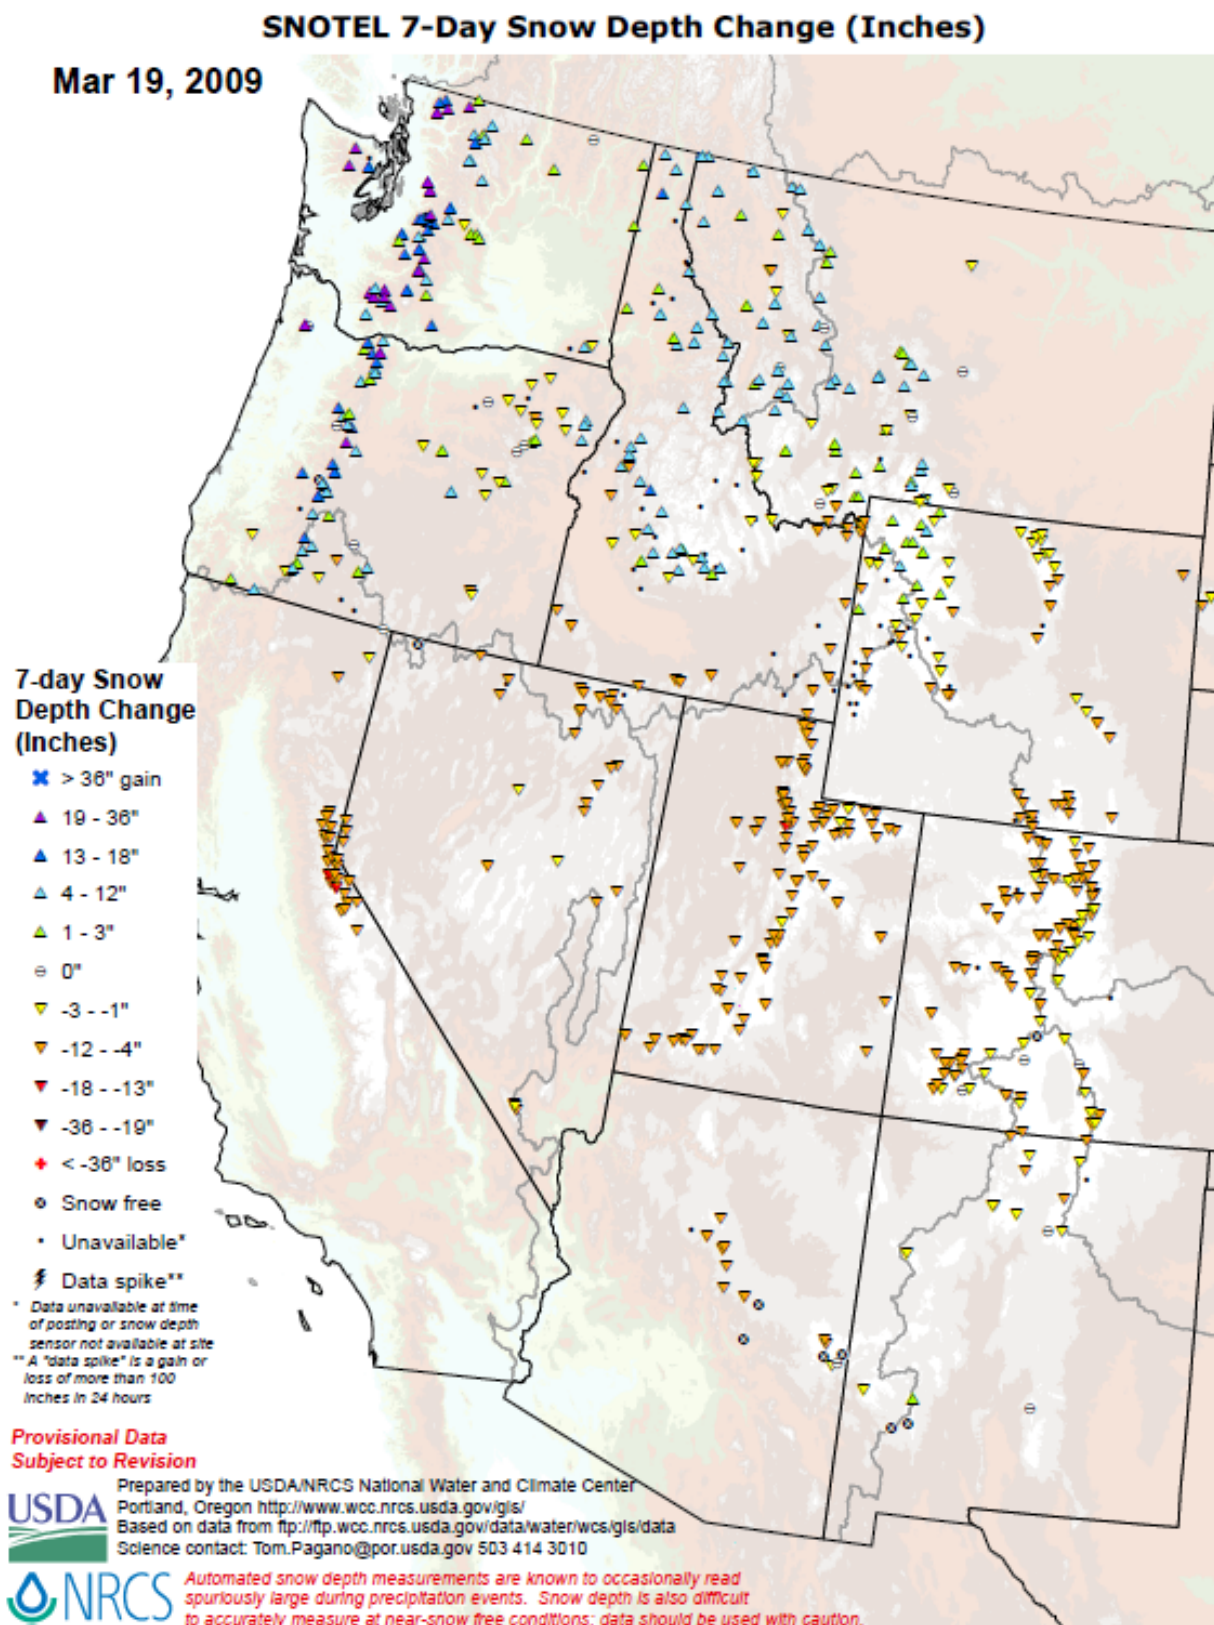 SNOTEL 7-Day Snow Depth Change (Inches)
Mar 19, 2009
7-day Snow
Depth Change
(Inches)
> 36" gain
19 - 36"
13 - 18"
4 - 12"
1 - 3"
0"
-3 - -1"
-12 - -4"
-18 - -13"
-36 - -19"
< -36" loss
Snow free
Unavailable*
Data spike**
* Data unavailable at time
of posting or snow depth
sensor not available at site
** A "data spike" is a gain or
loss of more than 100
inches in 24 hours
Provisional Data
Subject to Revision
USDA
Prepared by the USDA/NRCS National Water and Climate Center
Portland, Oregon http://www.wcc.nrcs.usda.gov/gis/
Based on data from ftp://ftp.wcc.nrcs.usda.gov/data/water/wcs/gis/data
Science contact: Tom.Pagano@por.usda.gov 503 414 3010
NRCS
Automated snow depth measurements are known to occasionally read
spuriously large during precipitation events. Snow depth is also difficult
to accurately measure at near-snow free conditions; data should be used with caution.